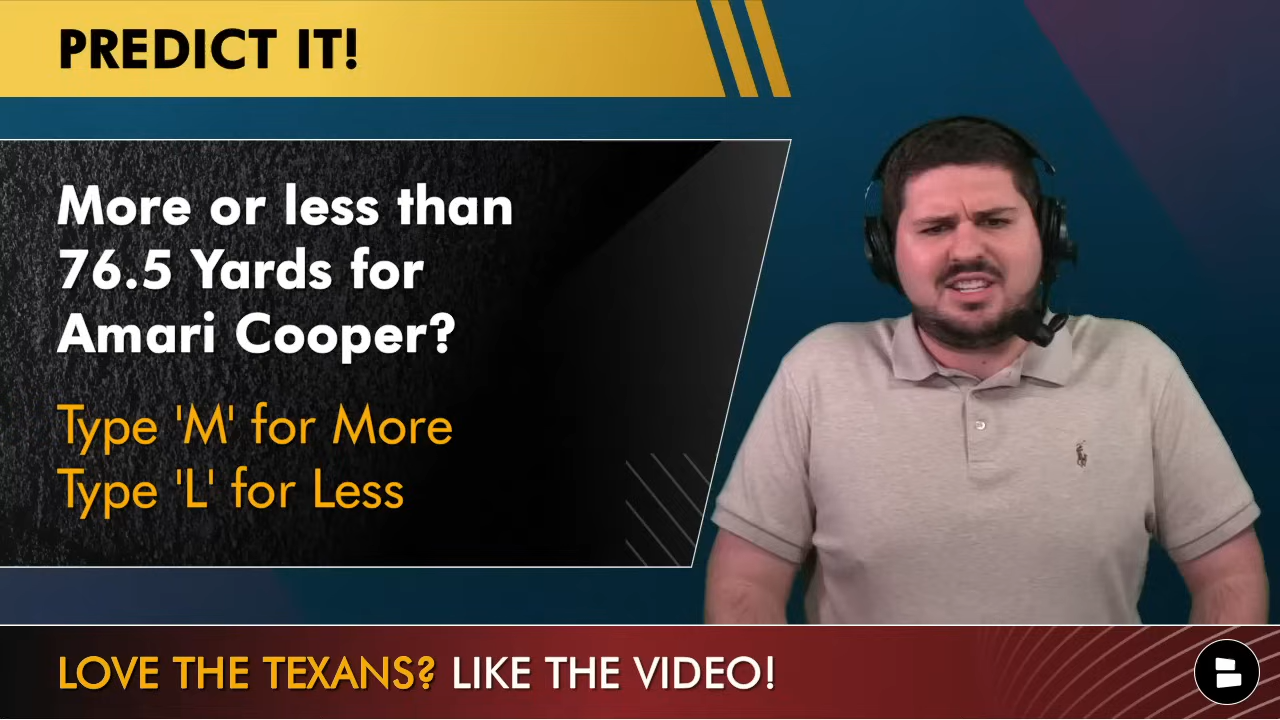 PREDICT IT!
More or less than
76.5 Yards for
Amari Cooper?
Type 'M' for More
Type 'L' for Less
LOVE THE TEXANS? LIKE THE VIDEO!